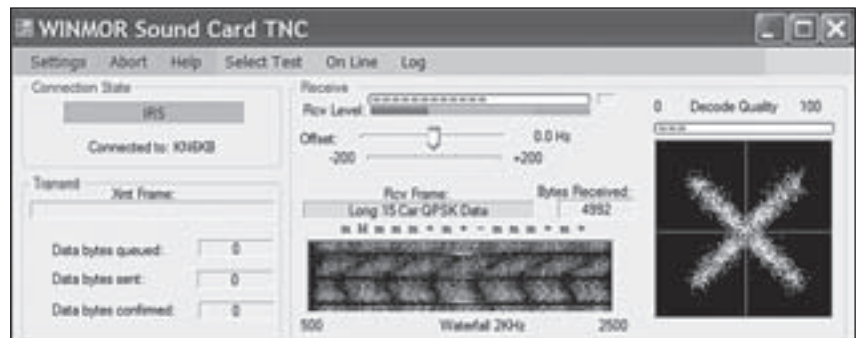 WINMOR Sound Card TNC
Settings Abort Help Select Test On Line Log
Connection State
IRS
Connected to: KN6KB
Receive
Rcv Level:
Offset: 0.0 Hz
-200 +200
0 Decode Quality 100
Transmit
Xmt Frame:
Data bytes queued: 0
Data bytes sent: 0
Data bytes confirmed: 0
Rcv Frame: Bytes Received:
Long 15 Car QPSK Data 4992
500 Waterfall 2KHz 2500